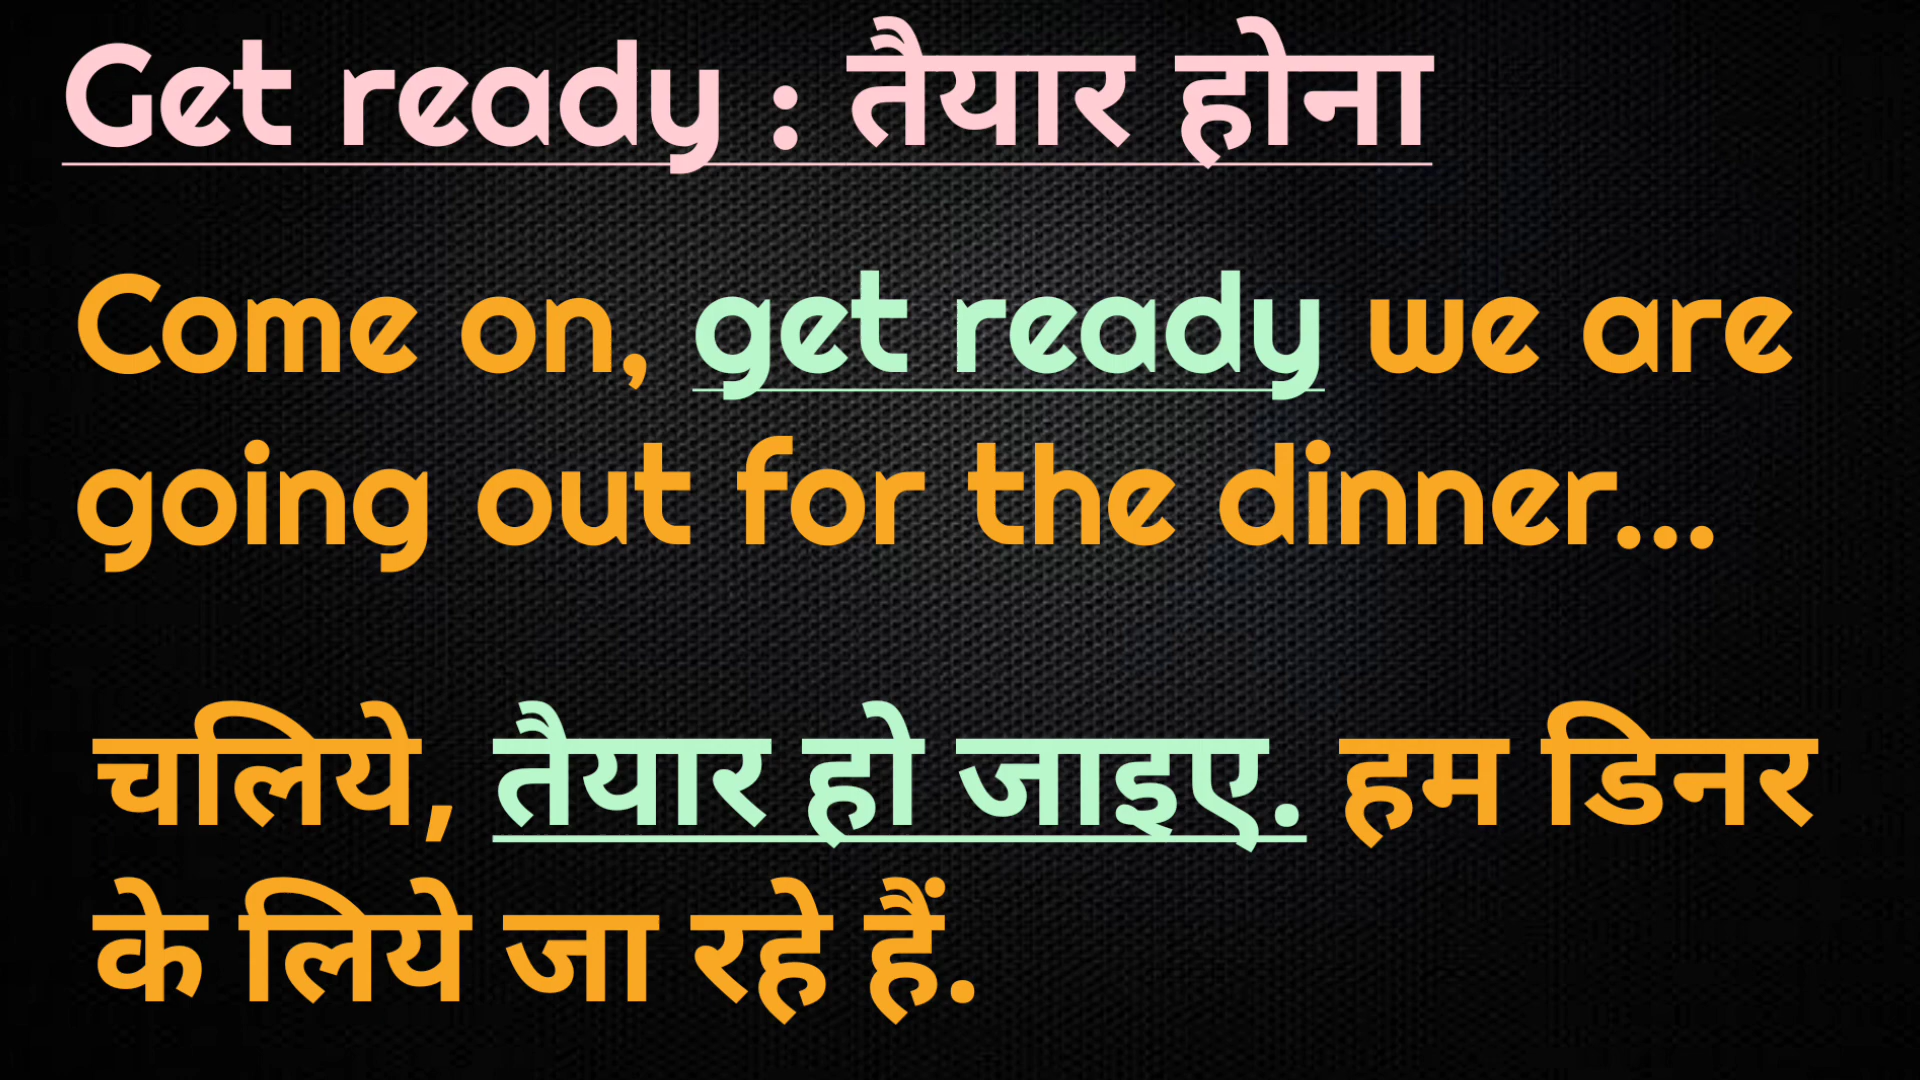 Get ready : तैयार होना
Come on, get ready we are
going out for the dinner...
चलिये, तैयार हो जाइए. हम डिनर
के लिये जा रहे हैं.